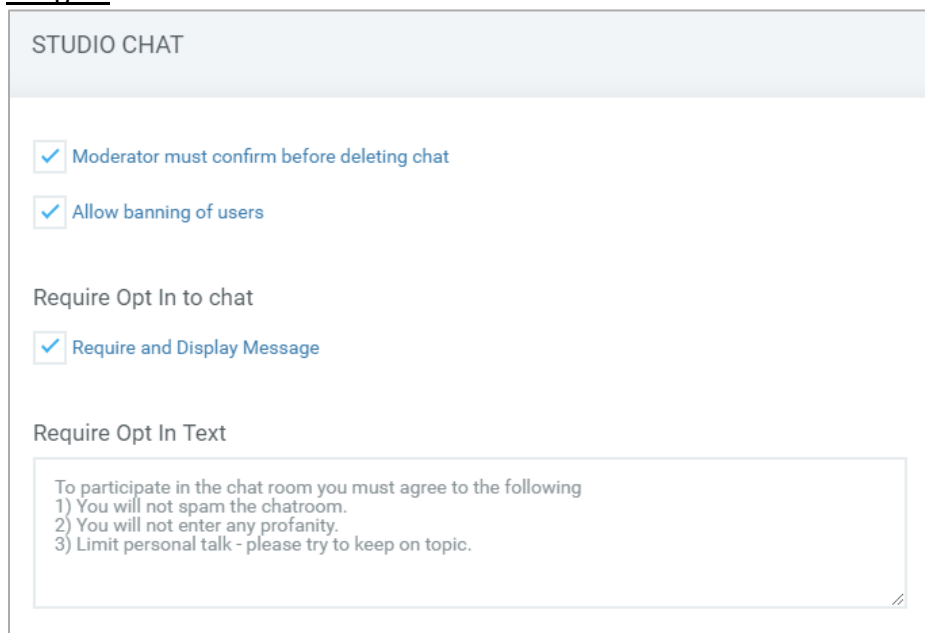 STUDIO CHAT
Moderator must confirm before deleting chat
Allow banning of users
Require Opt In to chat
Require and Display Message
Require Opt In Text
To participate in the chat room you must agree to the following
1) You will not spam the chatroom.
2) You will not enter any profanity.
3) Limit personal talk - please try to keep on topic.